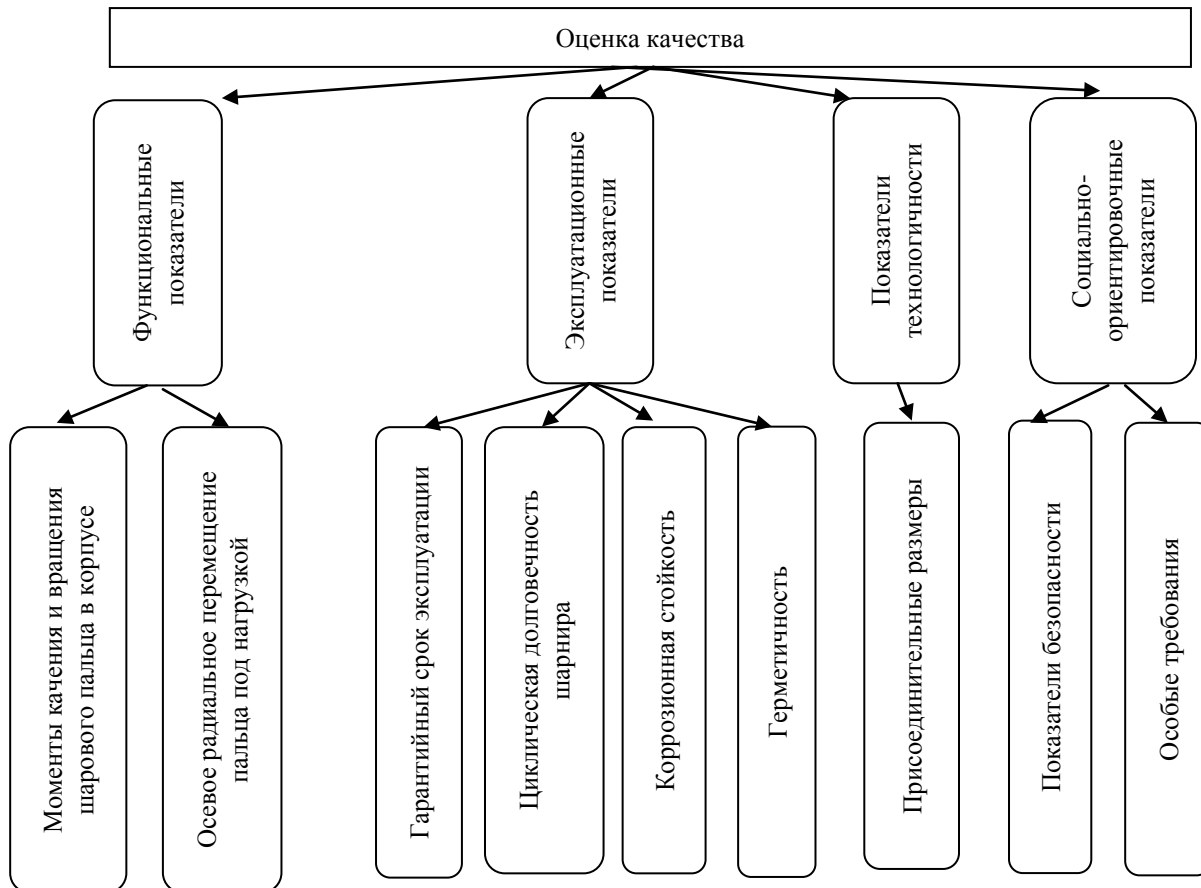 Оценка качества
Функциональные
показатели
Эксплуатационные
показатели
Показатели
технологичности
Социально-
ориентировочные
показатели
Моменты качения и вращения
шарового пальца в корпусе
Осевое радиальное перемещение
пальца под нагрузкой
Гарантийный срок эксплуатации
Циклическая долговечность
шарнира
Коррозионная стойкость
Герметичность
Присоединительные размеры
Показатели безопасности
Особые требования